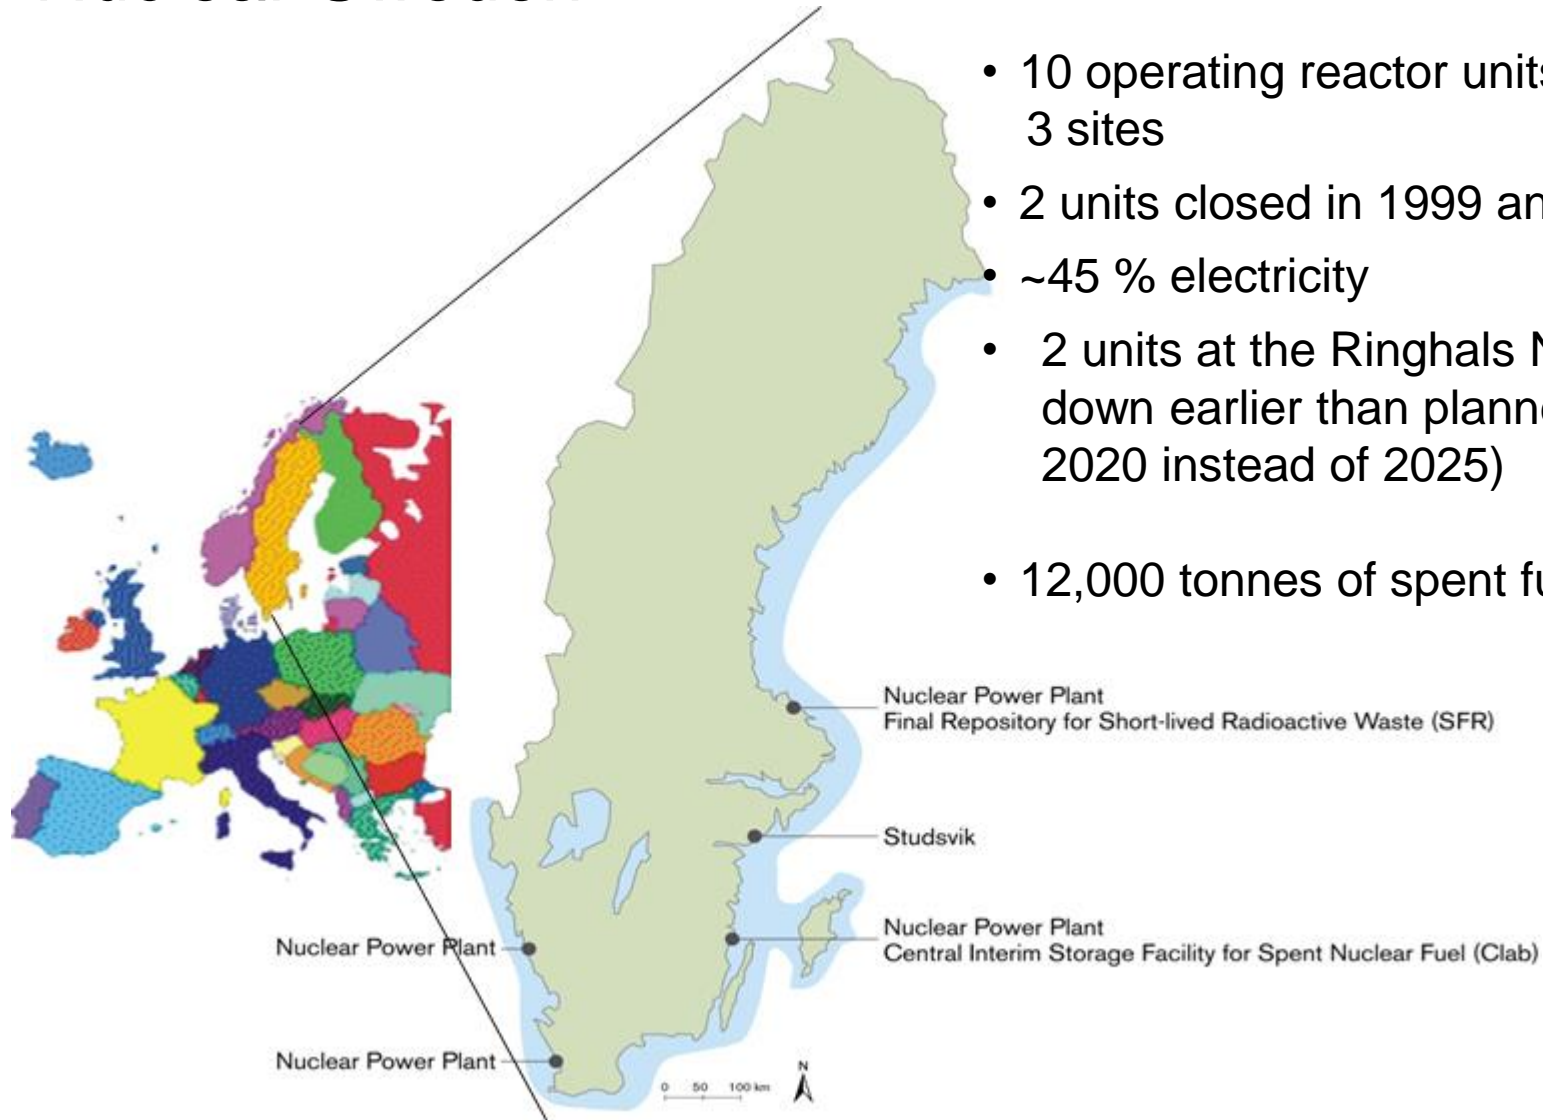 • 10 operating reactor units
3 sites
• 2 units closed in 1999 an
• ~45 % electricity
• 2 units at the Ringhals N
down earlier than planne
2020 instead of 2025)
• 12,000 tonnes of spent fu
Nuclear Power Plant
Final Repository for Short-lived Radioactive Waste (SFR)
Studsvik
Nuclear Power Plant
Central Interim Storage Facility for Spent Nuclear Fuel (Clab)
Nuclear Power Plant
Nuclear Power Plant
0 50 100 km
N